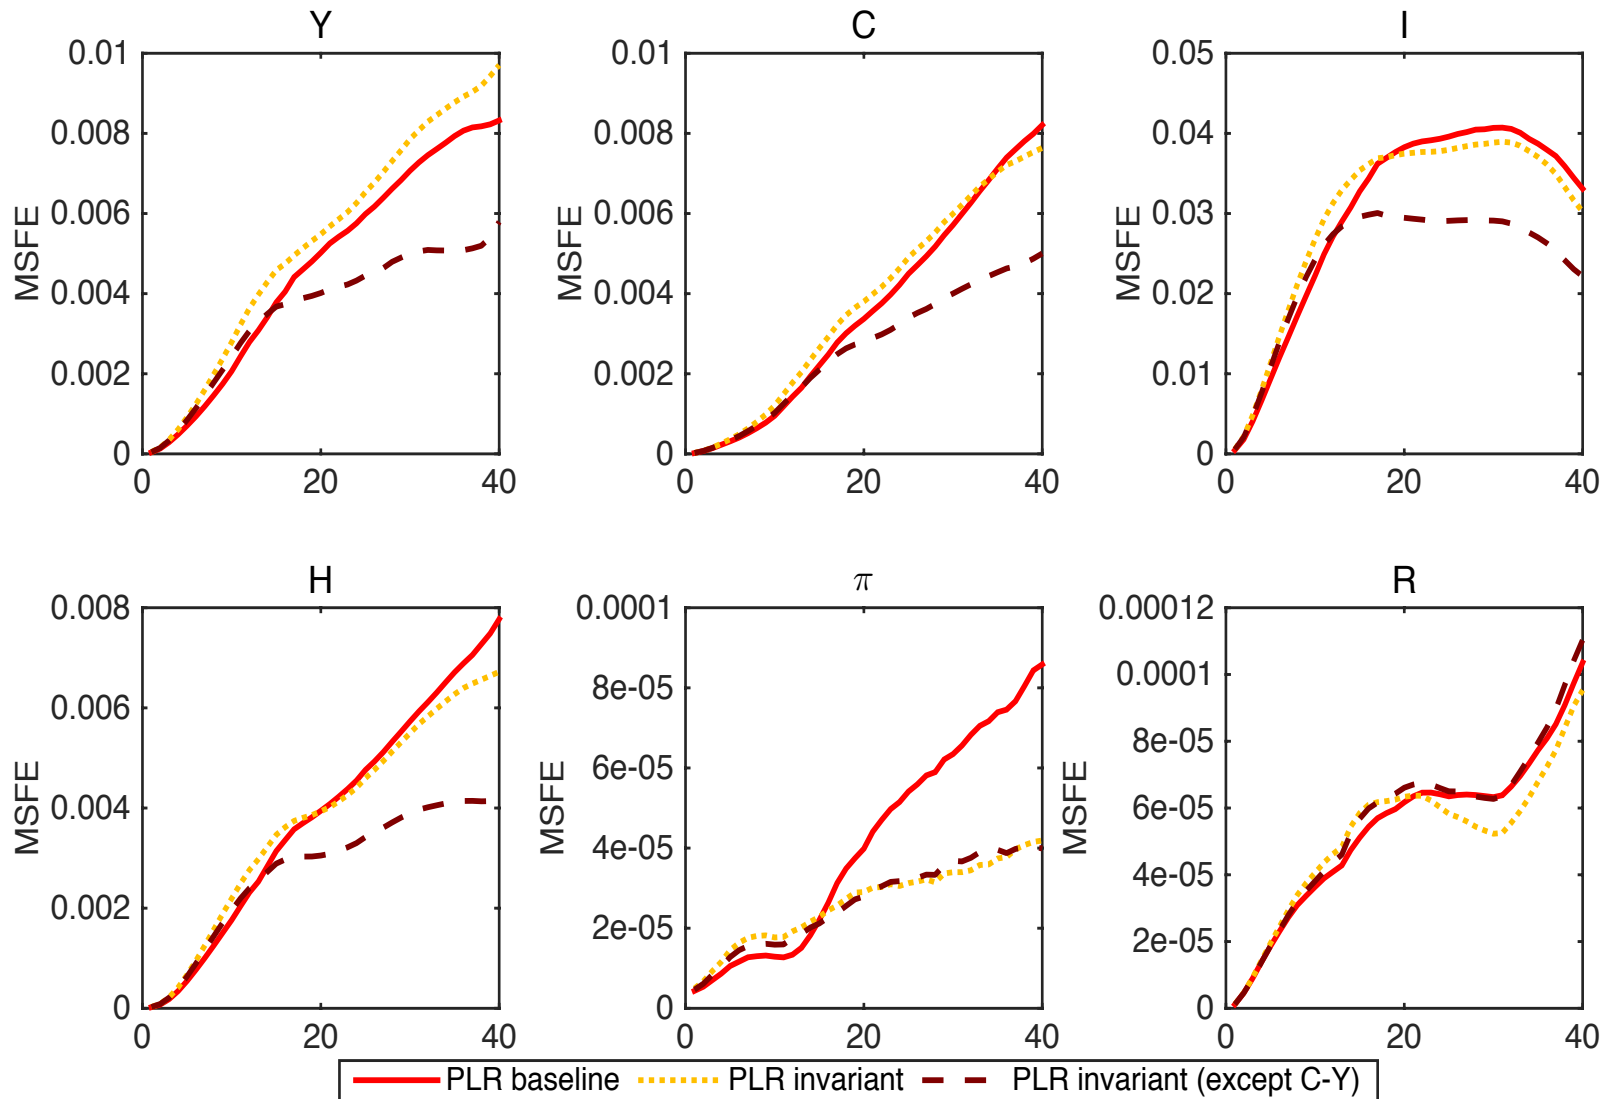 Y C I
0.01 0.01 0.05
0.008 0.008 0.04
0.006 0.006 0.03
0.004 0.004 0.02
0.002 0.002 0.01
0 0 0
MSFE MSFE MSFE
0 20 40 0 20 40 0 20 40
H π R
0.008 0.0001 0.00012
0.006 8e-05 0.0001
0.004 6e-05 8e-05
0.002 4e-05 6e-05
0 2e-05 4e-05
0 2e-05
0
MSFE MSFE MSFE
0 20 40 0 20 40 0 20 40
PLR baseline PLR invariant PLR invariant (except C-Y)